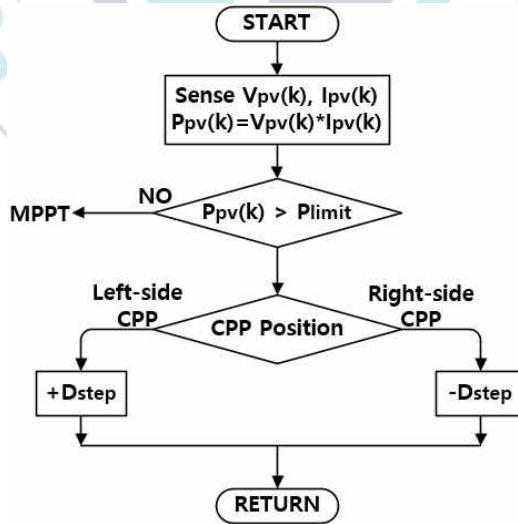 START
Sense Vpv(k), Ipv(k)
Ppv(k)=Vpv(k)*Ipv(k)
NO
MPPT
Ppv(k) > Plimit
Left-side
CPP
CPP Position
Right-side
CPP
+Dstep
-Dstep
RETURN